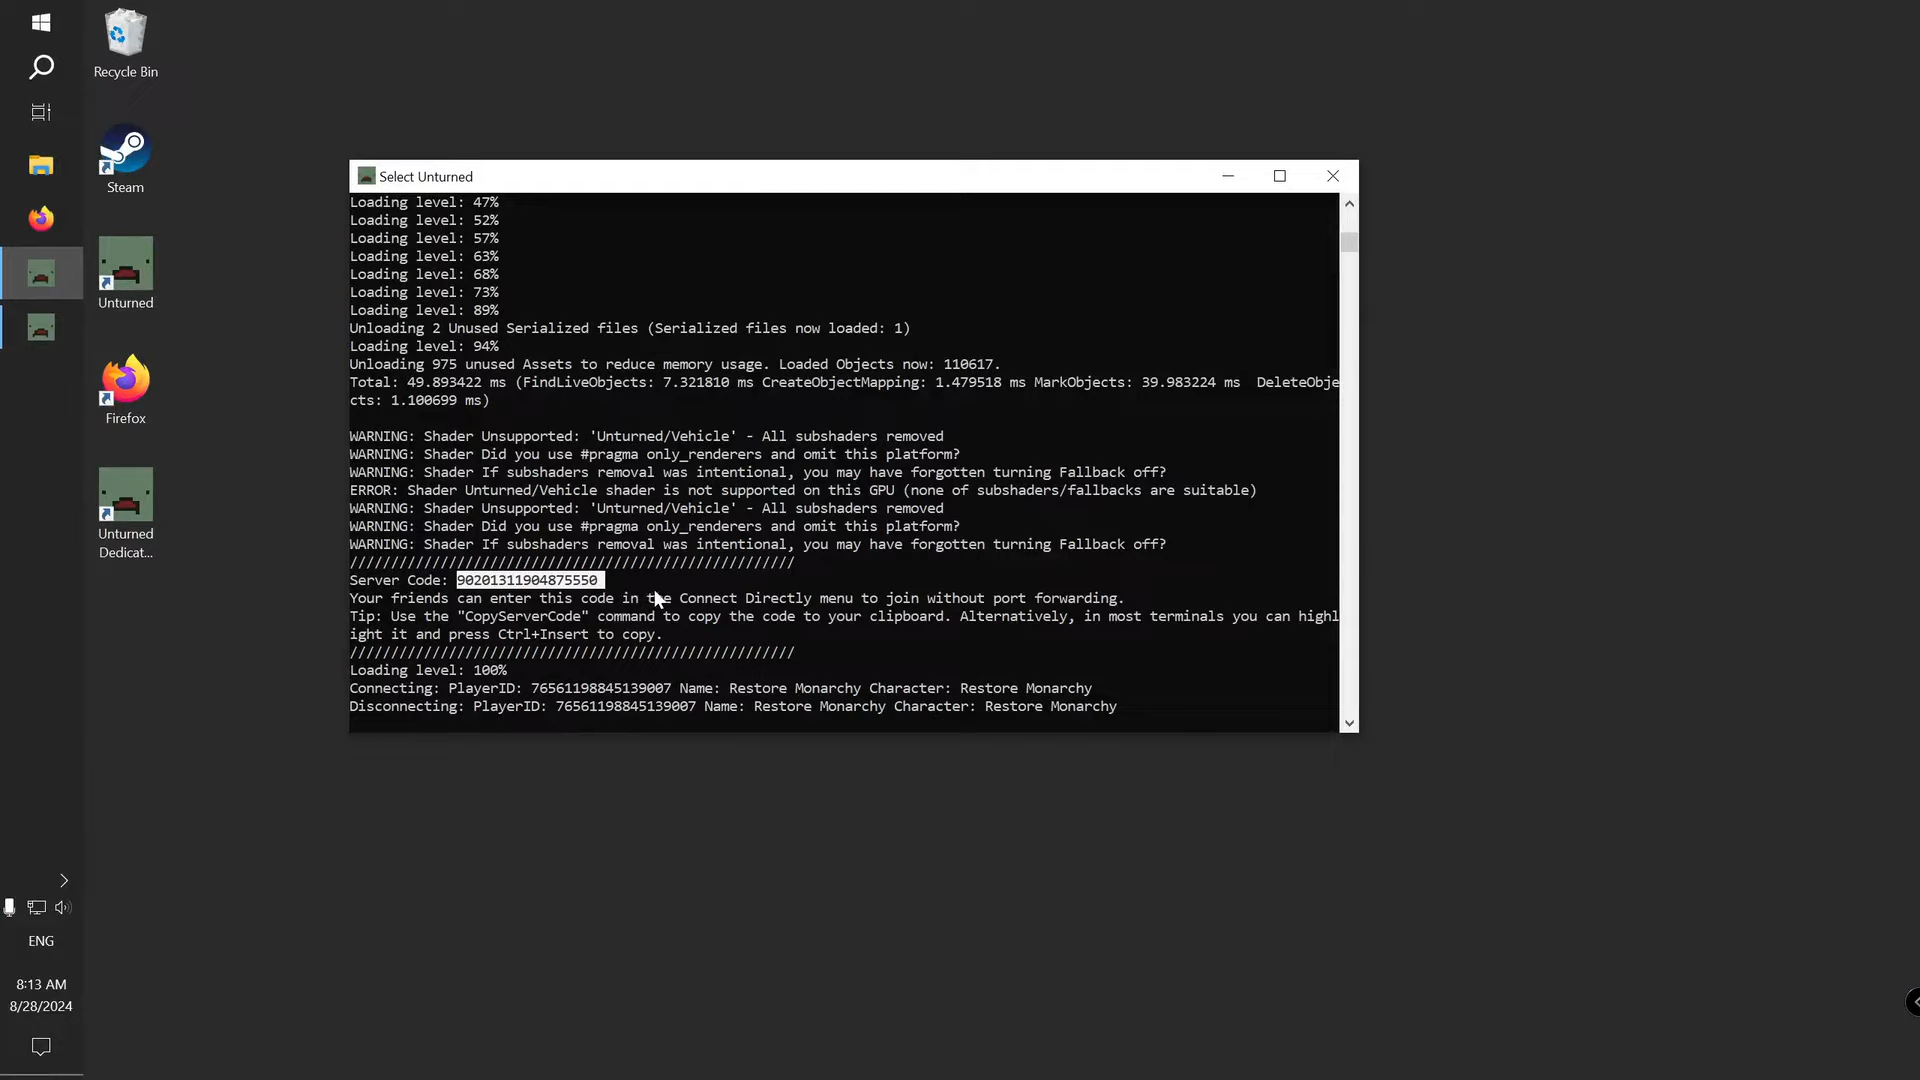 Recycle Bin
Steam
Unturned
Firefox
Unturned
Dedicat...
Select Unturned
Loading level: 47%
Loading level: 52%
Loading level: 57%
Loading level: 63%
Loading level: 68%
Loading level: 73%
Loading level: 89%
Unloading 2 Unused Serialized files (Serialized files now loaded: 1)
Loading level: 94%
Unloading 975 unused Assets to reduce memory usage. Loaded Objects now: 110617.
Total: 49.893422 ms (FindLiveObjects: 7.321810 ms CreateObjectMapping: 1.479518 ms MarkObjects: 39.983224 ms  DeleteObje
cts: 1.100699 ms)
WARNING: Shader Unsupported: 'Unturned/Vehicle' - All subshaders removed
WARNING: Shader Did you use #pragma only_renderers and omit this platform?
WARNING: Shader If subshaders removal was intentional, you may have forgotten turning Fallback off?
ERROR: Shader Unturned/Vehicle shader is not supported on this GPU (none of subshaders/fallbacks are suitable)
WARNING: Shader Unsupported: 'Unturned/Vehicle' - All subshaders removed
WARNING: Shader Did you use #pragma only_renderers and omit this platform?
WARNING: Shader If subshaders removal was intentional, you may have forgotten turning Fallback off?
//////////////////////////////////////////////////////
Server Code: 90201311904875550
Your friends can enter this code in the Connect Directly menu to join without port forwarding.
Tip: Use the "CopyServerCode" command to copy the code to your clipboard. Alternatively, in most terminals you can highl
ight it and press Ctrl+Insert to copy.
//////////////////////////////////////////////////////
Loading level: 100%
Connecting: PlayerID: 76561198845139007 Name: Restore Monarchy Character: Restore Monarchy
Disconnecting: PlayerID: 76561198845139007 Name: Restore Monarchy Character: Restore Monarchy
ENG
8:13 AM
8/28/2024